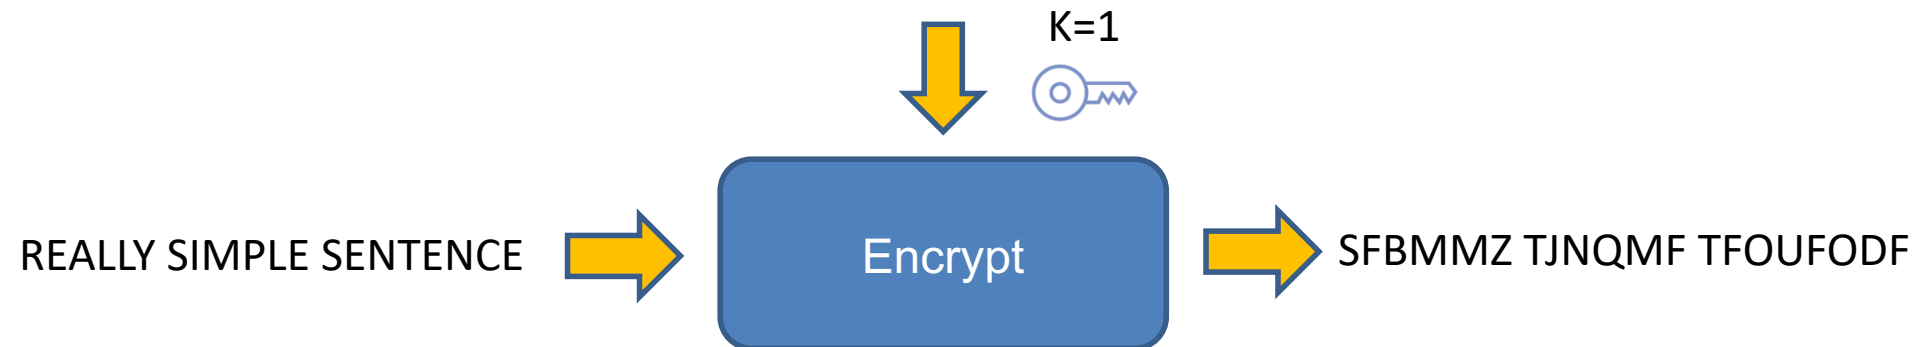 K=1
REALLY SIMPLE SENTENCE
Encrypt
SFBMMZ TJNQMF TFOUFODF